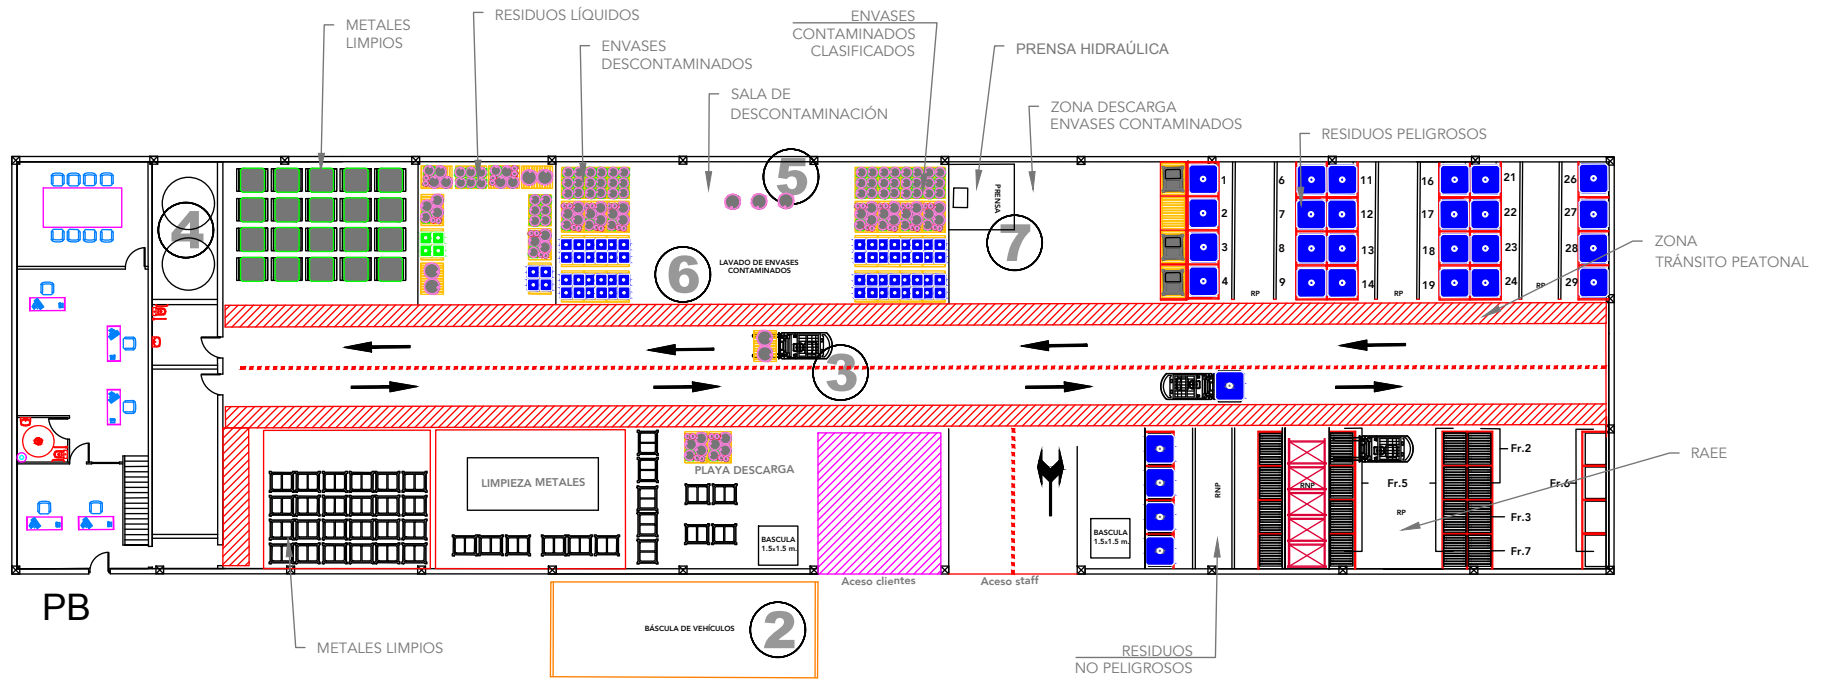 METALES
LIMPIOS
RESIDUOS LÍQUIDOS
ENVASES
DESCONTAMINADOS
ENVASES
CONTAMINADOS
CLASIFICADOS
SALA DE
DESCONTAMINACIÓN
PRENSA HIDRAÚLICA
ZONA DESCARGA
ENVASES CONTAMINADOS
RESIDUOS PELIGROSOS
ZONA
TRÁNSITO PEATONAL
4
5
6
LAVADO DE ENVASES
CONTAMINADOS
PRENSA
7
1
2
3
4
RP
6
7
8
9
11
12
13
14
RP
16
17
18
19
21
22
23
24
RP
26
27
28
29
3
LIMPIEZA METALES
PLAYA DESCARGA
BASCULA
1.5x1.5 m.
Aceso clientes
Aceso staff
BASCULA
1.5x1.5 m.
RNP
RNP
Fr.5
RP
Fr.2
Fr.3
Fr.7
Fr.6
RAEE
PB
METALES LIMPIOS
BÁSCULA DE VEHÍCULOS
2
RESIDUOS
NO PELIGROSOS